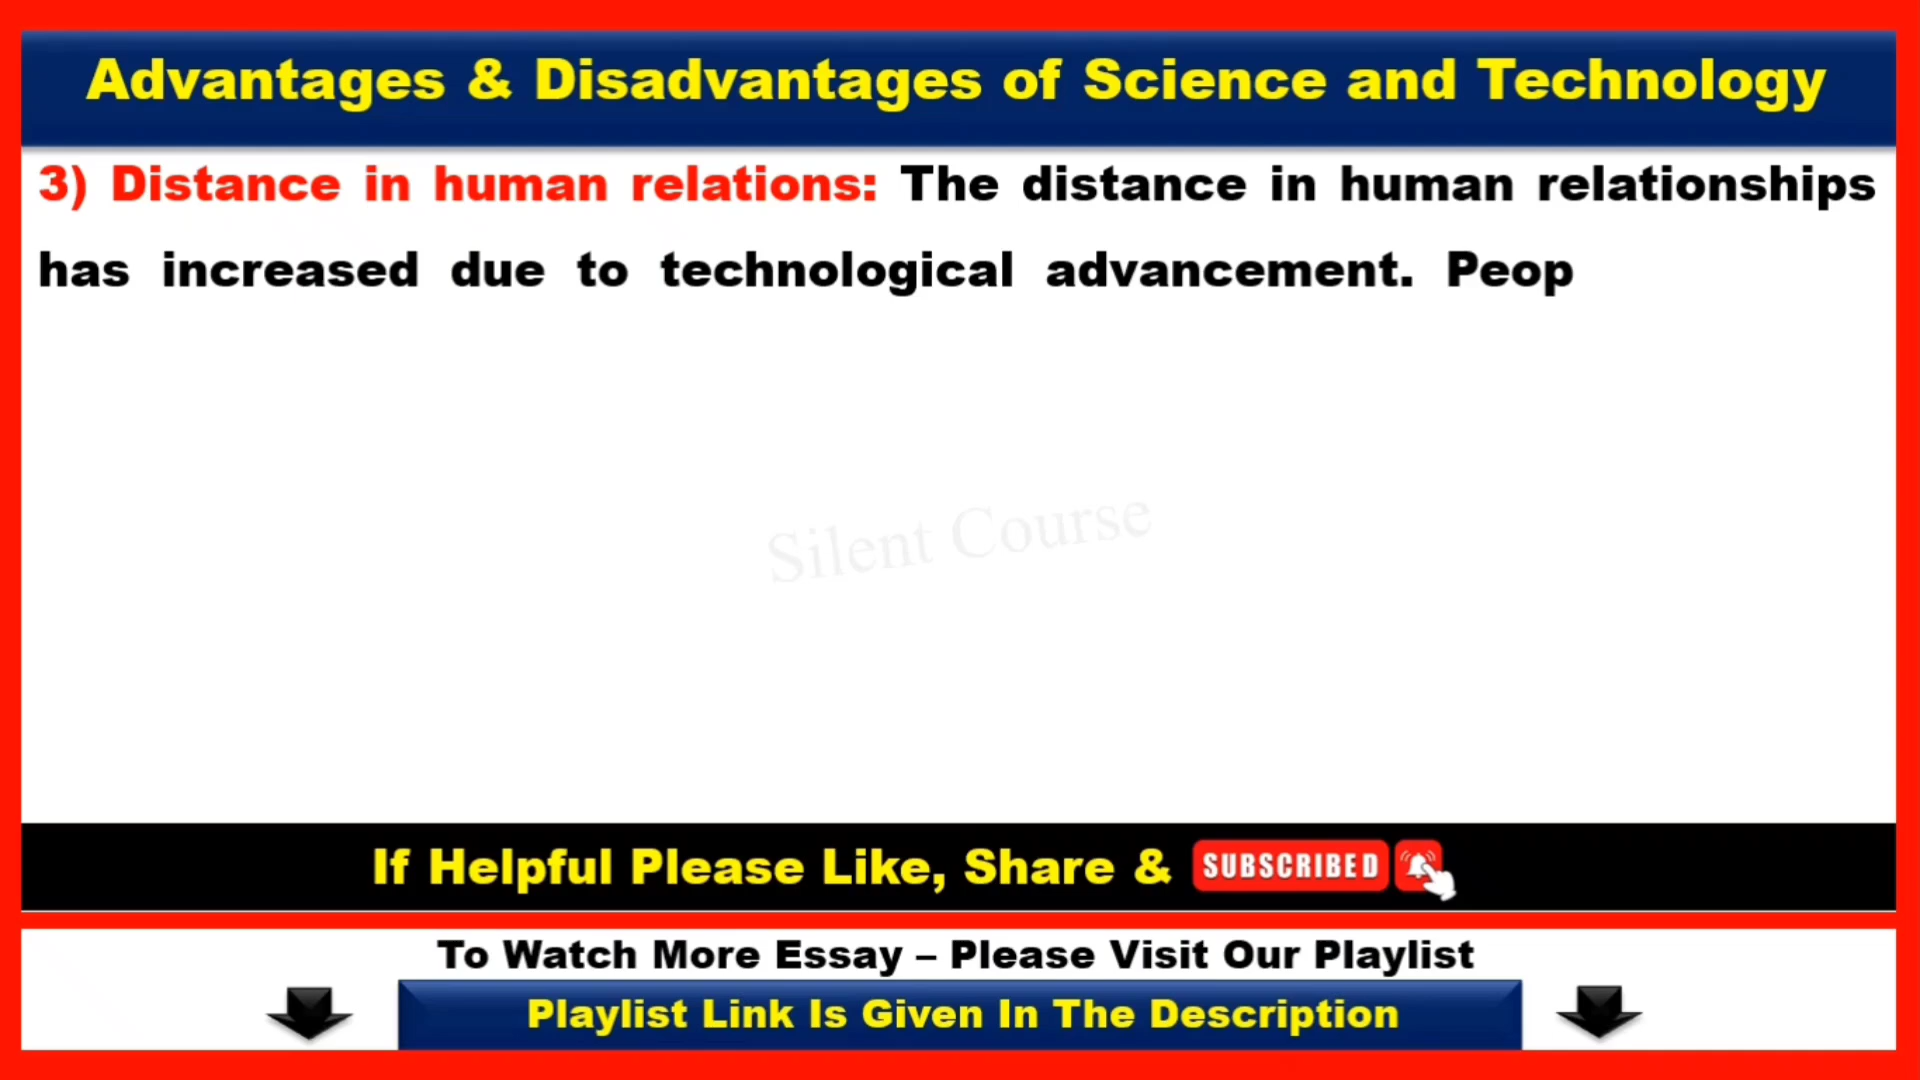 Advantages & Disadvantages of Science and Technology
3) Distance in human relations: The distance in human relationships
has increased due to technological advancement. Peop
Silent Course
If Helpful Please Like, Share & SUBSCRIBED
To Watch More Essay – Please Visit Our Playlist
Playlist Link Is Given In The Description